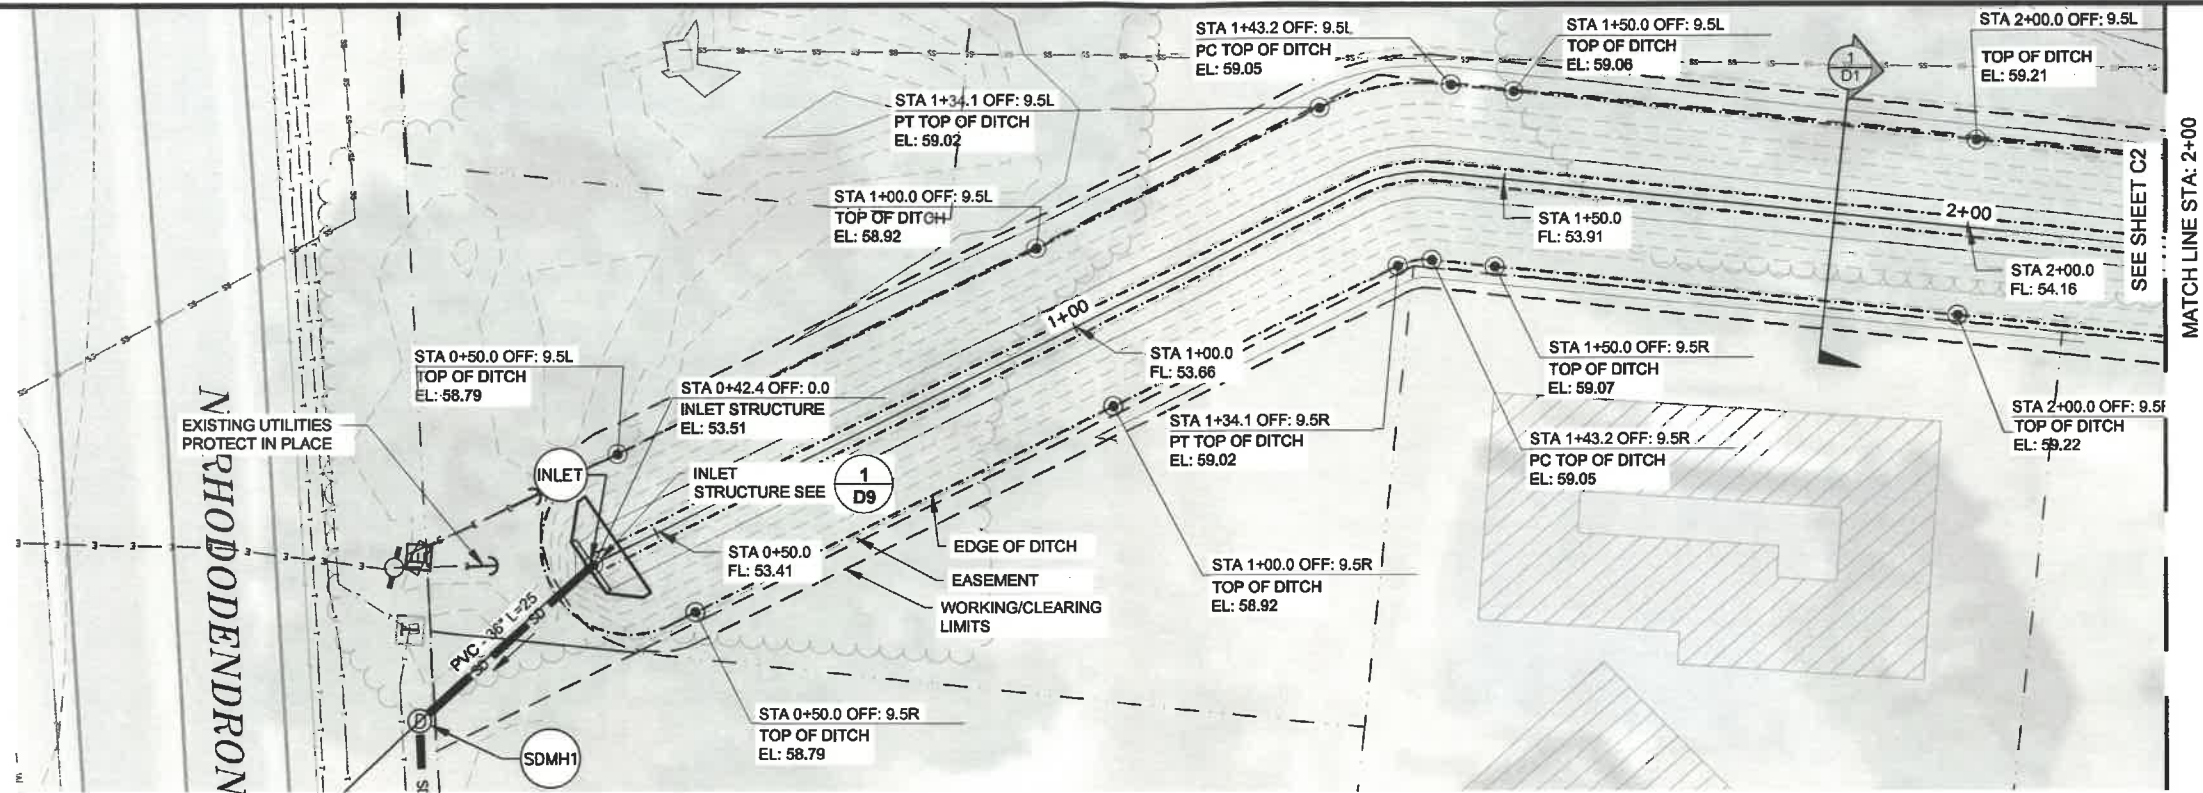 STA 1+43.2 OFF: 9.5L
PC TOP OF DITCH
EL: 59.05
STA 1+50.0 OFF: 9.5L
TOP OF DITCH
EL: 59.06
STA 2+00.0 OFF: 9.5L
TOP OF DITCH
EL: 59.21
1
D1
STA 1+34.1 OFF: 9.5L
PT TOP OF DITCH
EL: 59.02
STA 1+00.0 OFF: 9.5L
TOP OF DITCH
EL: 58.92
STA 1+50.0
FL: 53.91
2+00
STA 2+00.0
FL: 54.16
SEE SHEET C2
MATCH LINE STA: 2+00
1+00
STA 1+00.0
FL: 53.66
STA 0+50.0 OFF: 9.5L
TOP OF DITCH
EL: 58.79
STA 0+42.4 OFF: 0.0
INLET STRUCTURE
EL: 53.51
EXISTING UTILITIES
PROTECT IN PLACE
INLET
INLET
STRUCTURE SEE
1
D9
STA 1+50.0 OFF: 9.5R
TOP OF DITCH
EL: 59.07
STA 1+34.1 OFF: 9.5R
PT TOP OF DITCH
EL: 59.02
STA 1+43.2 OFF: 9.5R
PC TOP OF DITCH
EL: 59.05
STA 2+00.0 OFF: 9.5R
TOP OF DITCH
EL: 59.22
STA 0+50.0
FL: 53.41
EDGE OF DITCH
EASEMENT
WORKING/CLEARING
LIMITS
STA 1+00.0 OFF: 9.5R
TOP OF DITCH
EL: 58.92
PVC - 36" L=25
SD
SD
N RHODODENDRON
D
SDMH1
STA 0+50.0 OFF: 9.5R
TOP OF DITCH
EL: 58.79